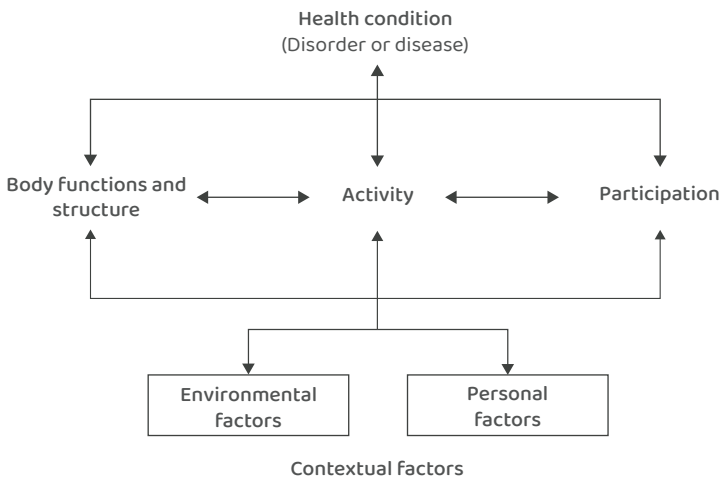 Health condition
(Disorder or disease)
Body functions and
structure
Activity
Participation
Environmental
factors
Personal
factors
Contextual factors